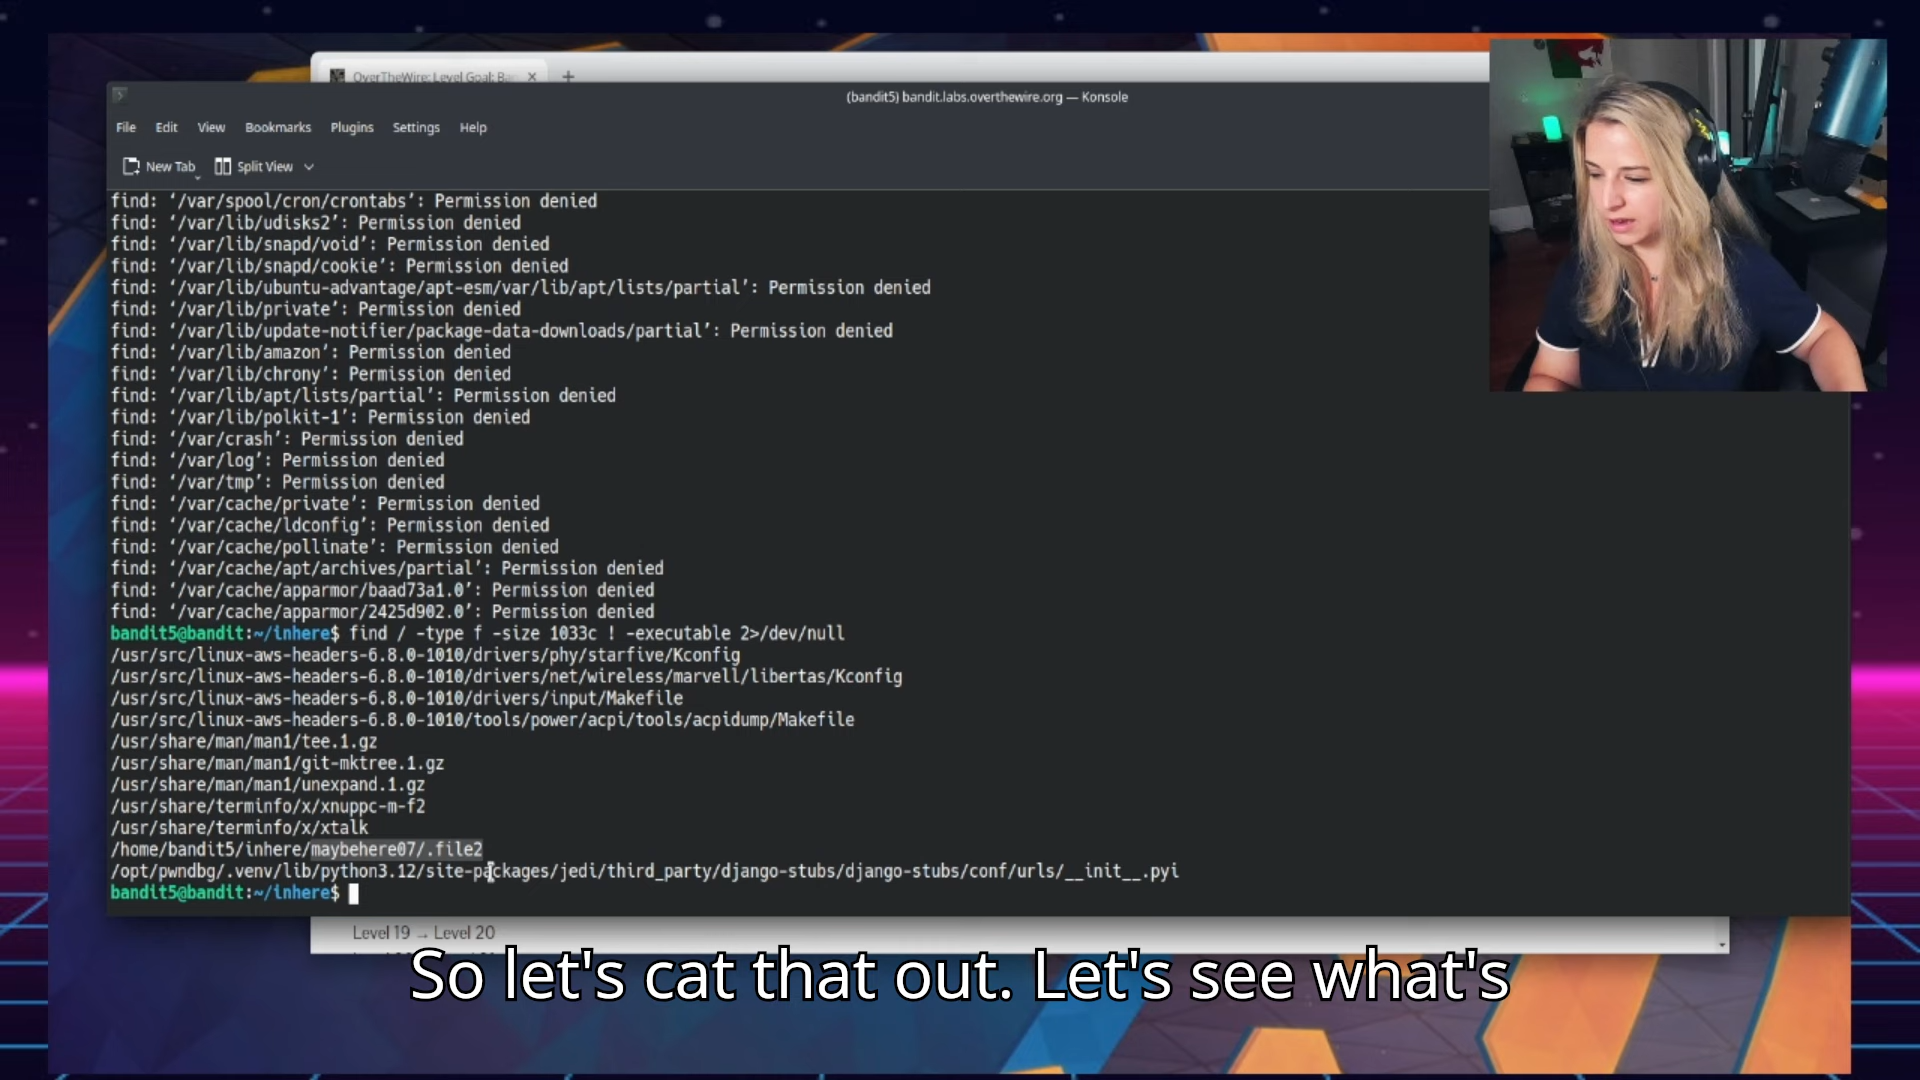 OverTheWire: Level Goal: Ban
(bandit5) bandit.labs.overthewire.org — Konsole
File Edit View Bookmarks Plugins Settings Help
New Tab Split View
find: ‘/var/spool/cron/crontabs’: Permission denied
find: ‘/var/lib/udisks2’: Permission denied
find: ‘/var/lib/snapd/void’: Permission denied
find: ‘/var/lib/snapd/cookie’: Permission denied
find: ‘/var/lib/ubuntu-advantage/apt-esm/var/lib/apt/lists/partial’: Permission denied
find: ‘/var/lib/private’: Permission denied
find: ‘/var/lib/update-notifier/package-data-downloads/partial’: Permission denied
find: ‘/var/lib/amazon’: Permission denied
find: ‘/var/lib/chrony’: Permission denied
find: ‘/var/lib/apt/lists/partial’: Permission denied
find: ‘/var/lib/polkit-1’: Permission denied
find: ‘/var/crash’: Permission denied
find: ‘/var/log’: Permission denied
find: ‘/var/tmp’: Permission denied
find: ‘/var/cache/private’: Permission denied
find: ‘/var/cache/ldconfig’: Permission denied
find: ‘/var/cache/pollinate’: Permission denied
find: ‘/var/cache/apt/archives/partial’: Permission denied
find: ‘/var/cache/apparmor/baad73a1.0’: Permission denied
find: ‘/var/cache/apparmor/2425d902.0’: Permission denied
bandit5@bandit:~/inhere$ find / -type f -size 1033c ! -executable 2>/dev/null
/usr/src/linux-aws-headers-6.8.0-1010/drivers/phy/starfive/Kconfig
/usr/src/linux-aws-headers-6.8.0-1010/drivers/net/wireless/marvell/libertas/Kconfig
/usr/src/linux-aws-headers-6.8.0-1010/drivers/input/Makefile
/usr/src/linux-aws-headers-6.8.0-1010/tools/power/acpi/tools/acpidump/Makefile
/usr/share/man/man1/tee.1.gz
/usr/share/man/man1/git-mktree.1.gz
/usr/share/man/man1/unexpand.1.gz
/usr/share/terminfo/x/xnuppc-m-f2
/usr/share/terminfo/x/xtalk
/home/bandit5/inhere/maybehere07/.file2
/opt/pwndbg/.venv/lib/python3.12/site-packages/jedi/third_party/django-stubs/django-stubs/conf/urls/__init__.pyi
bandit5@bandit:~/inhere$
Level 19 → Level 20
So let's cat that out. Let's see what's